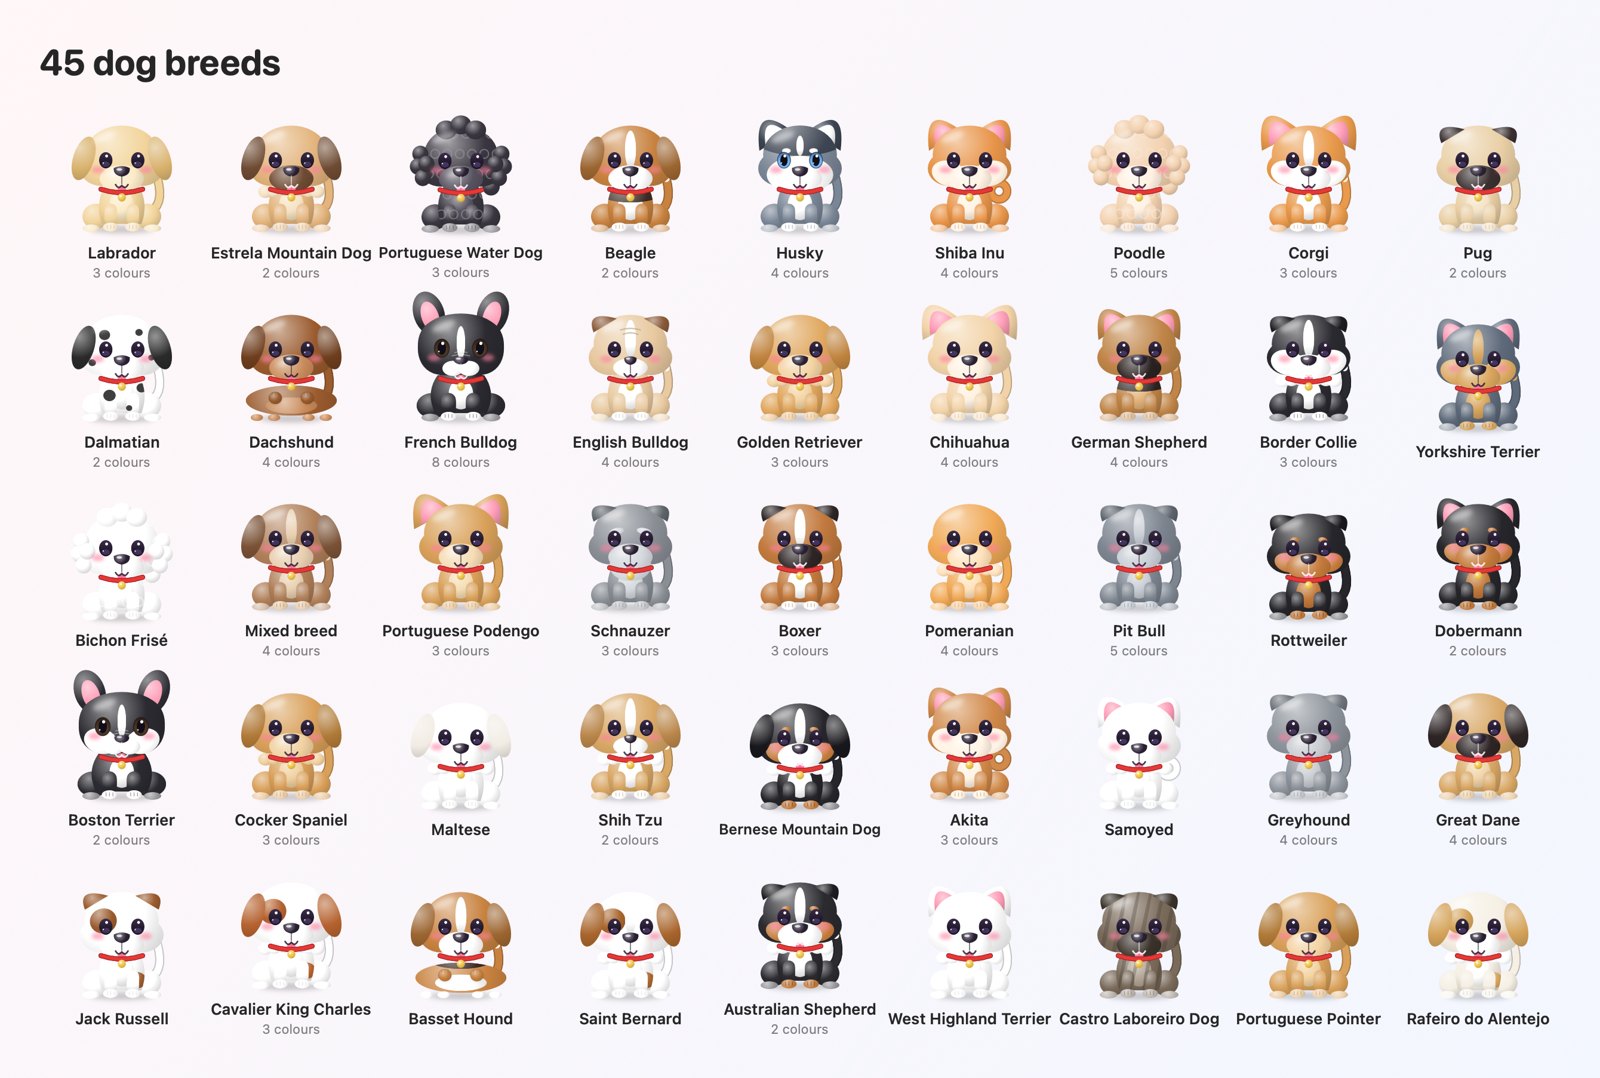 45 dog breeds
Labrador
3 colours
Estrela Mountain Dog
2 colours
Portuguese Water Dog
3 colours
Beagle
2 colours
Husky
4 colours
Shiba Inu
4 colours
Poodle
5 colours
Corgi
3 colours
Pug
2 colours
Dalmatian
2 colours
Dachshund
4 colours
French Bulldog
8 colours
English Bulldog
4 colours
Golden Retriever
3 colours
Chihuahua
4 colours
German Shepherd
4 colours
Border Collie
3 colours
Yorkshire Terrier
Bichon Frisé
Mixed breed
4 colours
Portuguese Podengo
3 colours
Schnauzer
3 colours
Boxer
3 colours
Pomeranian
4 colours
Pit Bull
5 colours
Rottweiler
Dobermann
2 colours
Boston Terrier
2 colours
Cocker Spaniel
3 colours
Maltese
Shih Tzu
2 colours
Bernese Mountain Dog
Akita
3 colours
Samoyed
Greyhound
4 colours
Great Dane
4 colours
Jack Russell
Cavalier King Charles
3 colours
Basset Hound
Saint Bernard
Australian Shepherd
2 colours
West Highland Terrier
Castro Laboreiro Dog
Portuguese Pointer
Rafeiro do Alentejo